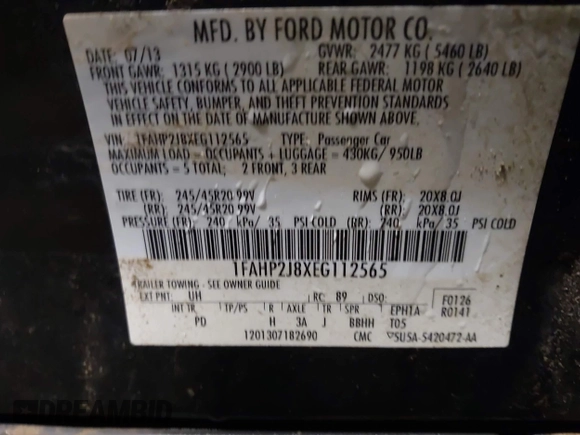 MFD. BY FORD MOTOR CO.
DATE: 07/13 GVWR: 2477 KG ( 5460 LB)
FRONT GAWR: 1315 KG ( 2900 LB) REAR GAWR: 1198 KG ( 2640 LB)
THIS VEHICLE CONFORMS TO ALL APPLICABLE FEDERAL MOTOR
VEHICLE SAFETY, BUMPER, AND THEFT PREVENTION STANDARDS
IN EFFECT ON THE DATE OF MANUFACTURE SHOWN ABOVE.
VIN: 1FAHP2J8XEG112565 TYPE: Passenger Car
MAXIMUM LOAD = OCCUPANTS + LUGGAGE = 430KG/ 950LB
OCCUPANTS = 5 TOTAL; 2 FRONT, 3 REAR
TIRE (FR): 245/45R20 99V RIMS (FR): 20X8.0J
(RR): 245/45R20 99V (RR): 20X8.0J
PRESSURE (FR): 240 kPa/ 35 PSI COLD (RR): 240 kPa/ 35 PSI COLD
1FAHP2J8XEG112565
TRAILER TOWING - SEE OWNER GUIDE
EXT PNT: UH RC: 89 DSO: F0126
INT TR TP/PS R AXLE TR SPR EPH1A R0141
PD H 3A J BBHH T05
1201307182690 CMC SUSA-5420472-AA
DREAMBID